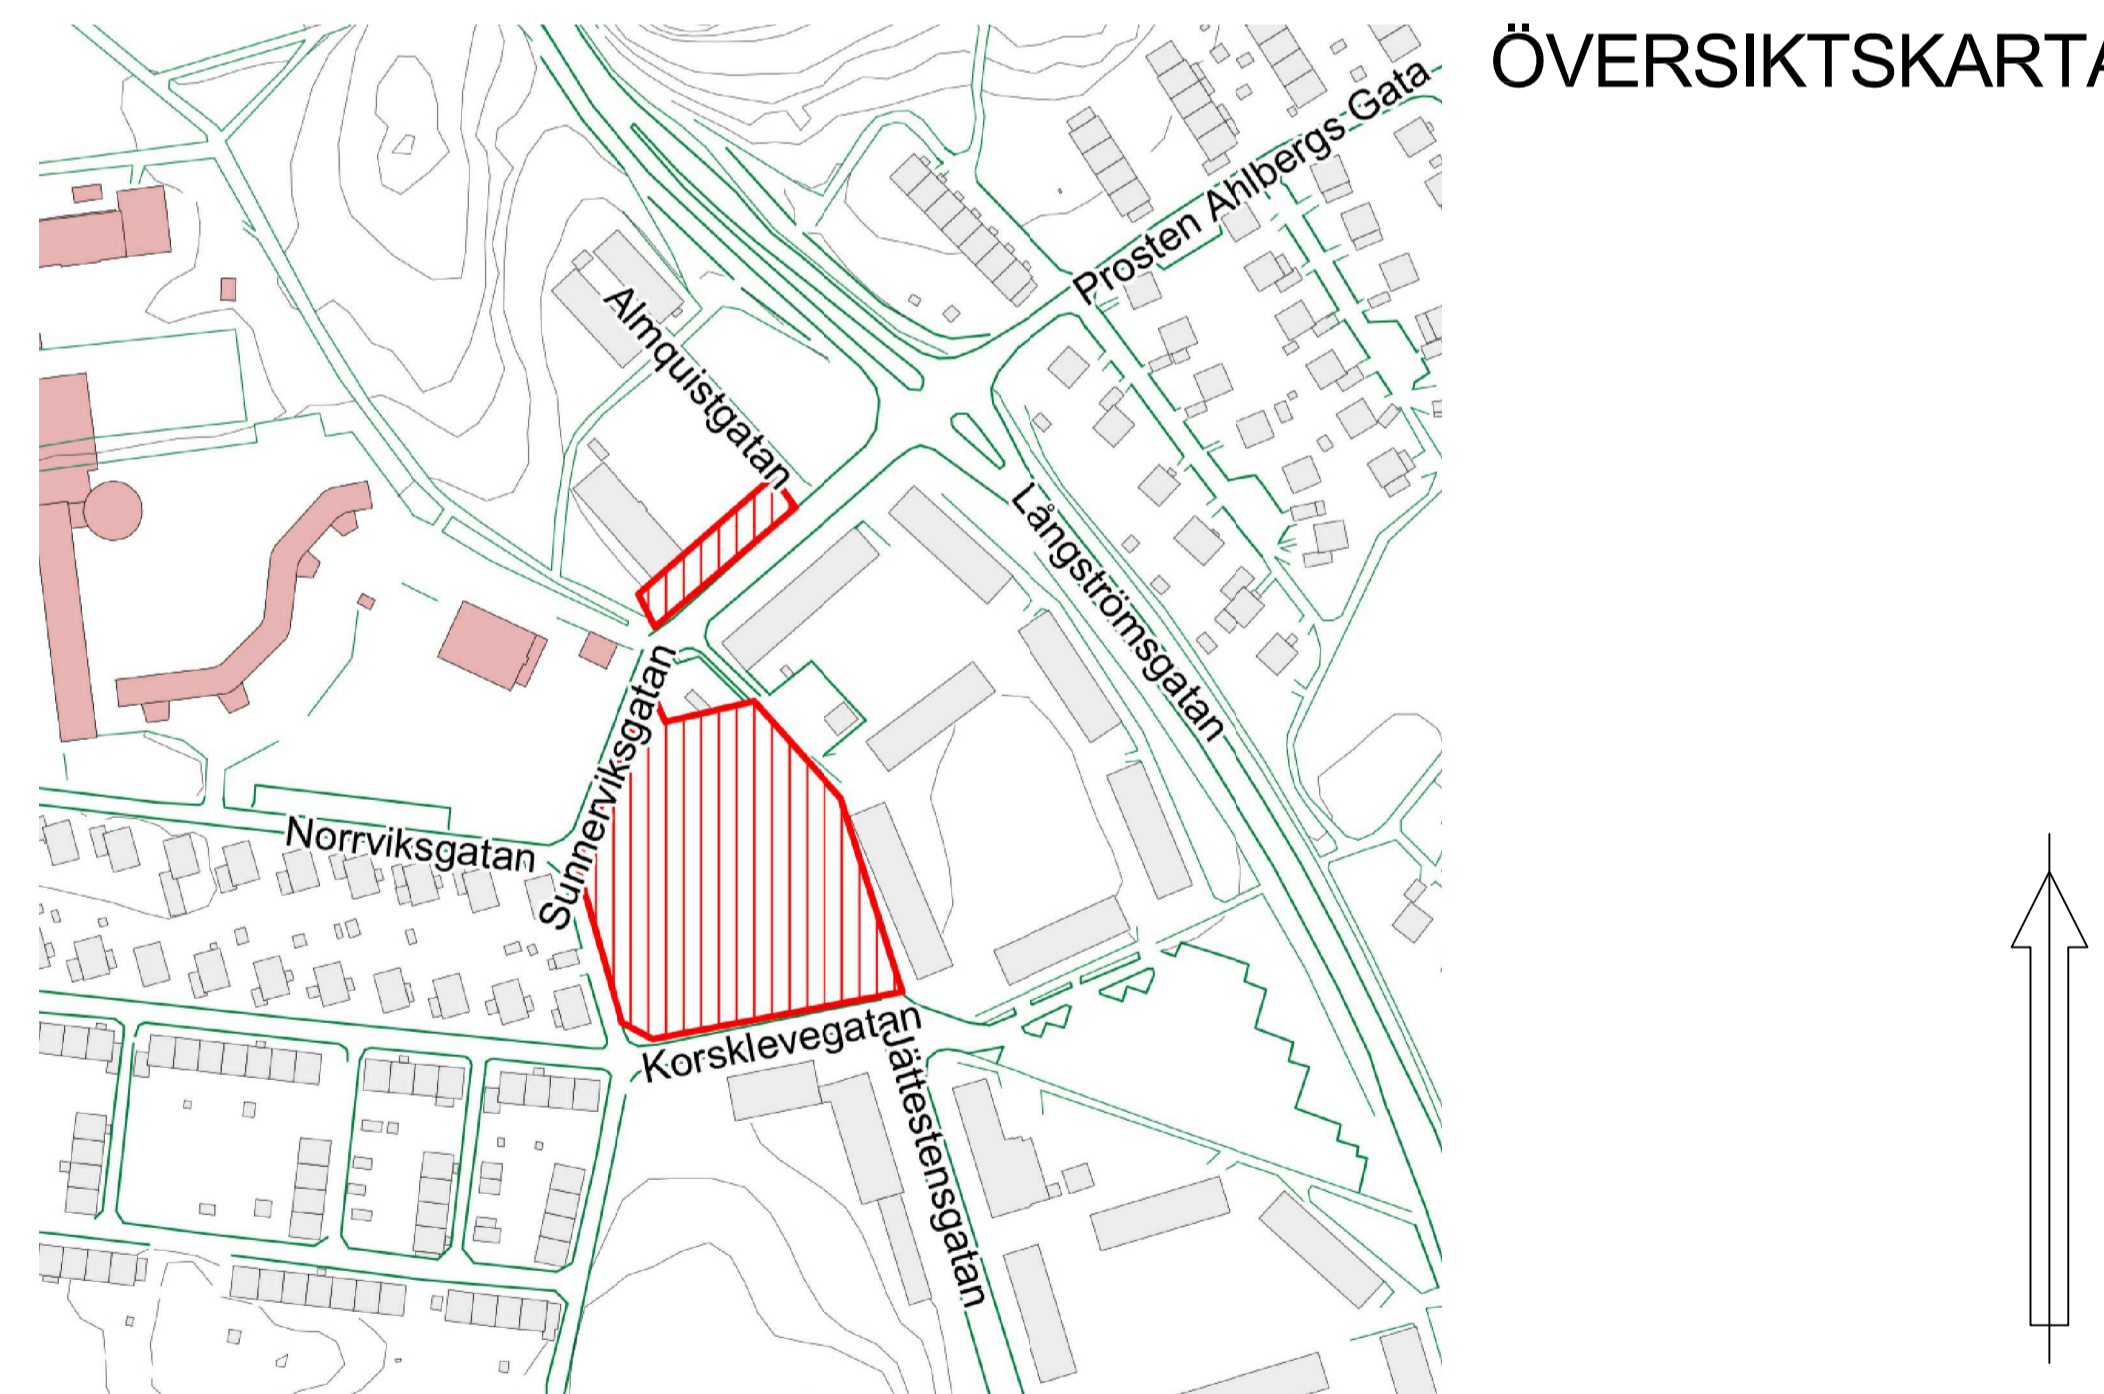 ÖVERSIKTSKARTA
Prosten Ahlbergs Gata
Almquistgatan
Långströmsgatan
Sunnerviksgatan
Norrviksgatan
Korsklevegatan
Jättestensgatan